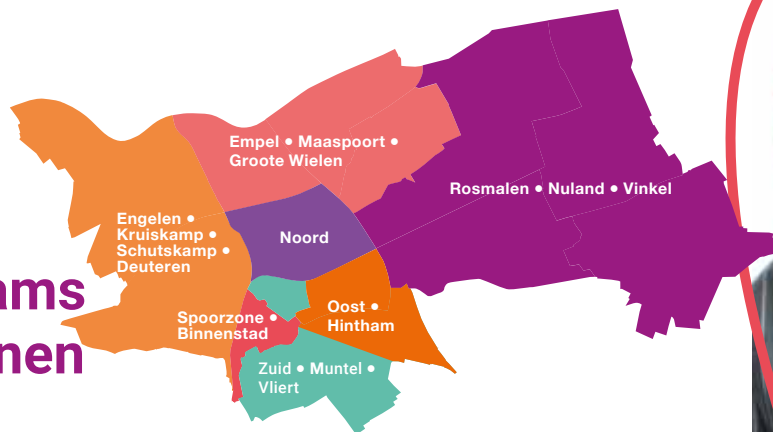 Empel • Maaspoort •
Groote Wielen
Rosmalen • Nuland • Vinkel
Engelen •
Kruiskamp •
Schutskamp •
Deuteren
Noord
ams
nen
Spoorzone •
Binnenstad
Oost •
Hintham
Zuid • Muntel •
Vliert